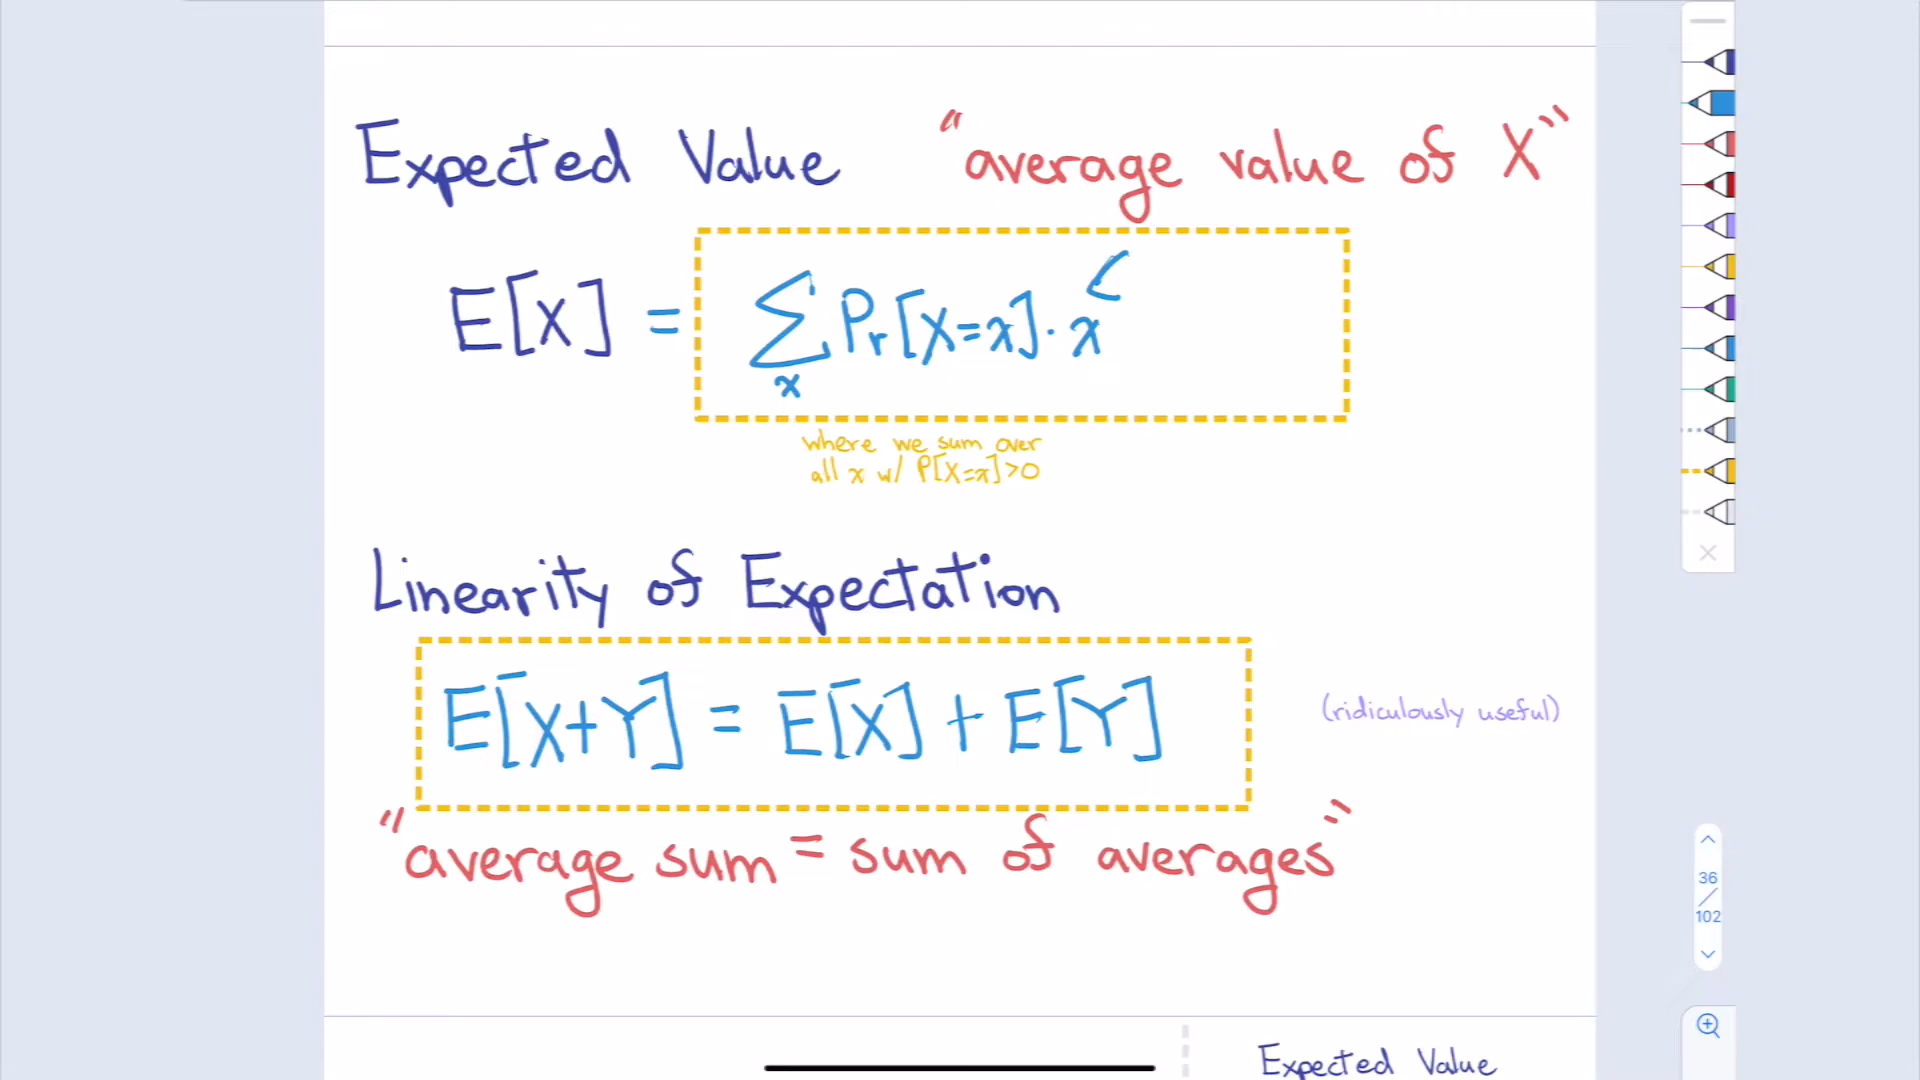 Expected Value "average value of X"
E[X] = ∑ Pr[X=x]·x
x
where we sum over
all x w/ P[X=x]>0
Linearity of Expectation
E[X+Y] = E[X] + E[Y]
(ridiculously useful)
"average sum = sum of averages"
36
/
102
Expected Value